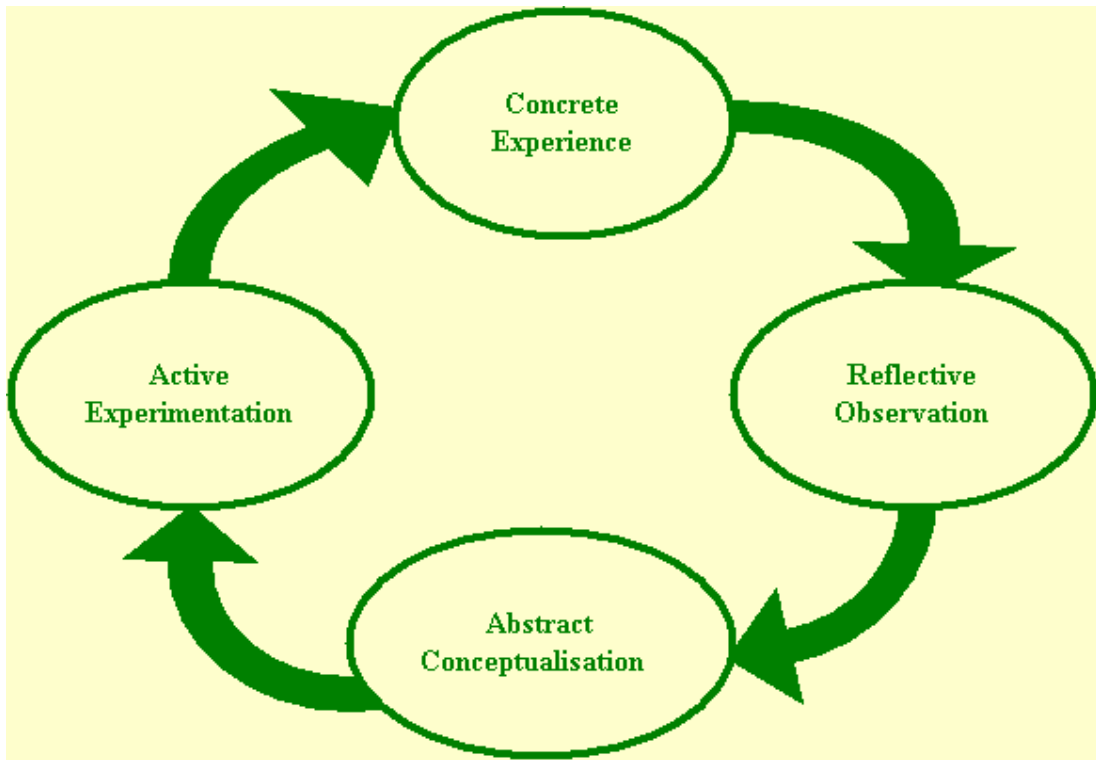 Concrete
Experience
Reflective
Observation
Abstract
Conceptualisation
Active
Experimentation